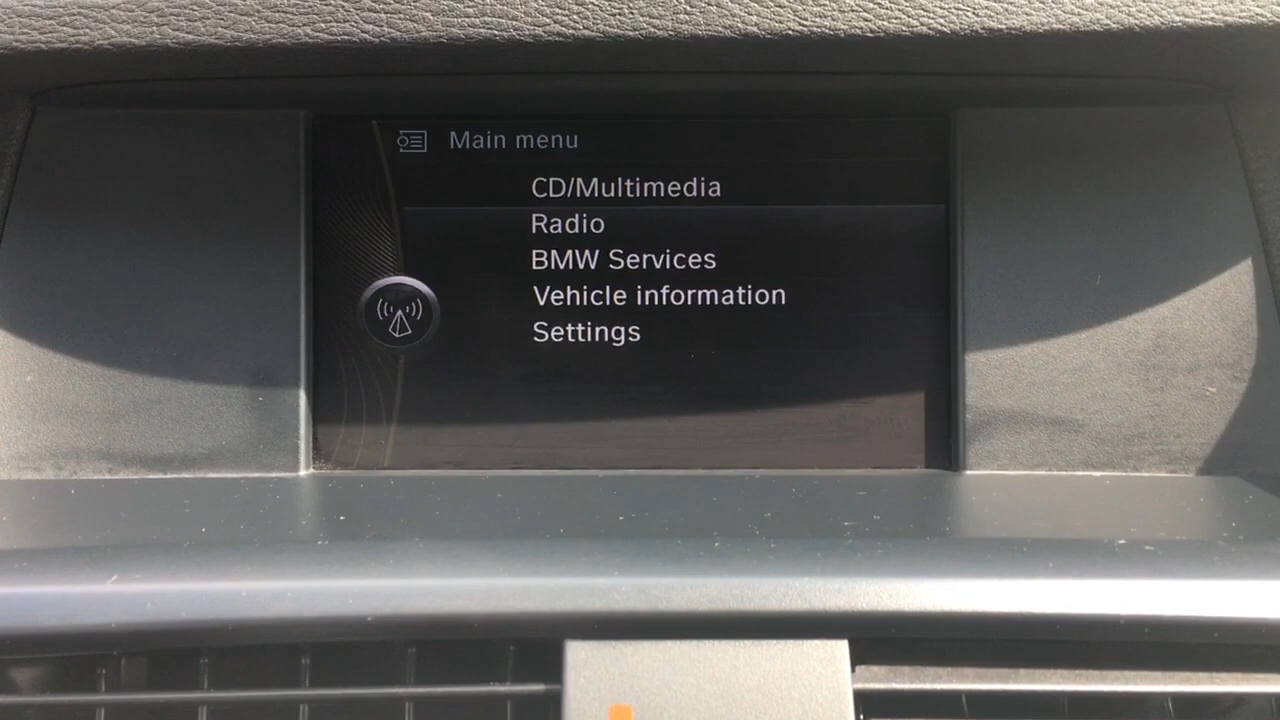 Main menu
CD/Multimedia
Radio
BMW Services
Vehicle information
Settings